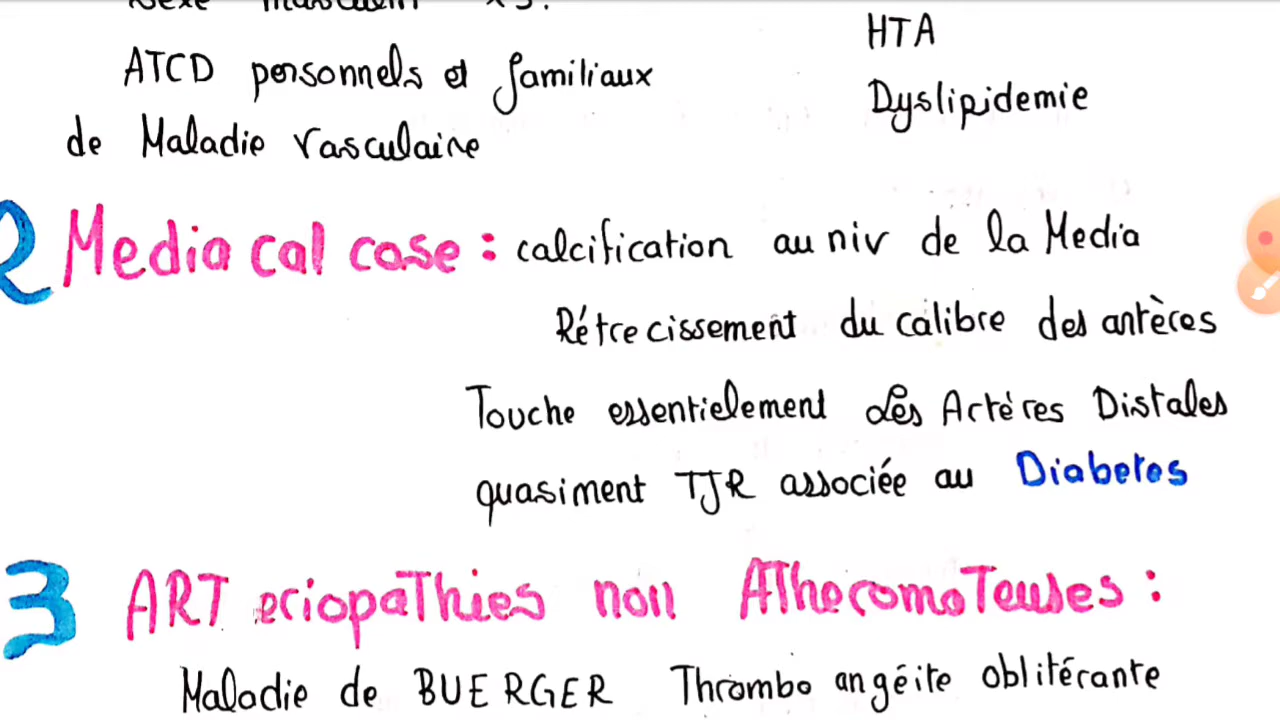 ATCD personnels et familiaux
de Maladie vasculaire
HTA
Dyslipidemie
2 Media cal cose : calcification au niv de la Media
Rétrecissement du calibre des antères
Touche essentielement Les Artères Distales
quasiment TJR associée au Diabetes
3 ARTeriopaThies non ATheromaTeuses :
Maladie de BUERGER Thrombo angéite oblitérante